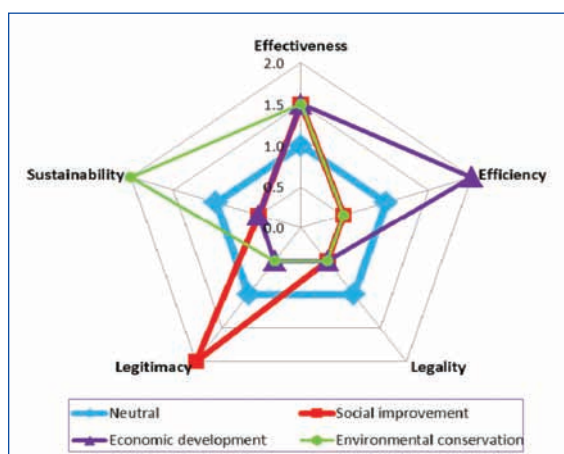 Effectiveness
2.0
1.5
1.0
Sustainability
Efficiency
0.5
0.0
Legitimacy
Legality
Neutral
Social improvement
Economic development
Environmental conservation